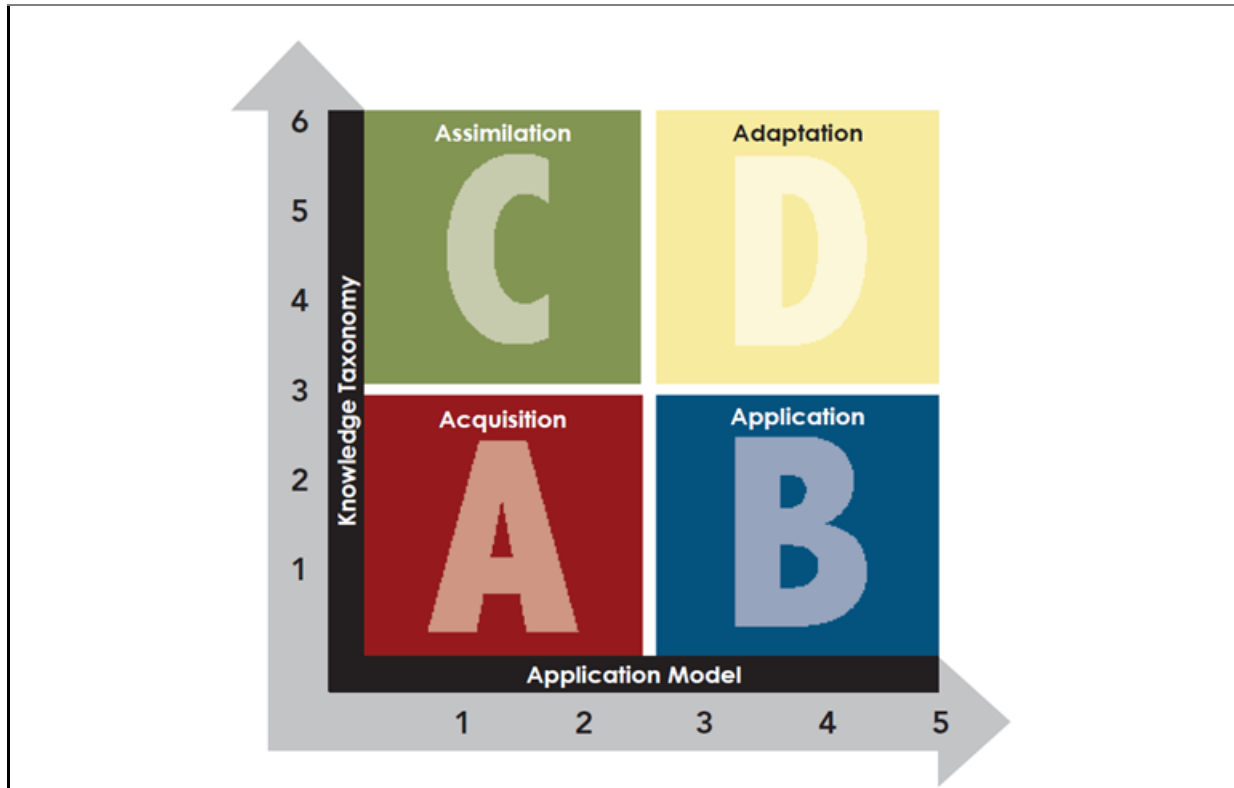 6
Assimilation
Adaptation
C
D
5
4
Knowledge Taxonomy
3
Acquisition
Application
A
B
2
1
Application Model
1 2 3 4 5